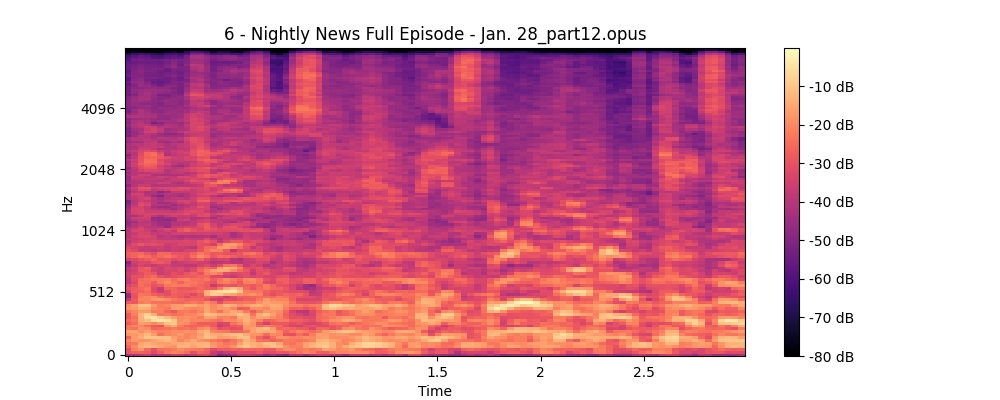 6 - Nightly News Full Episode - Jan. 28_part12.opus
Hz
4096
2048
1024
512
0
0
0.5
1
1.5
2
2.5
Time
-10 dB
-20 dB
-30 dB
-40 dB
-50 dB
-60 dB
-70 dB
-80 dB